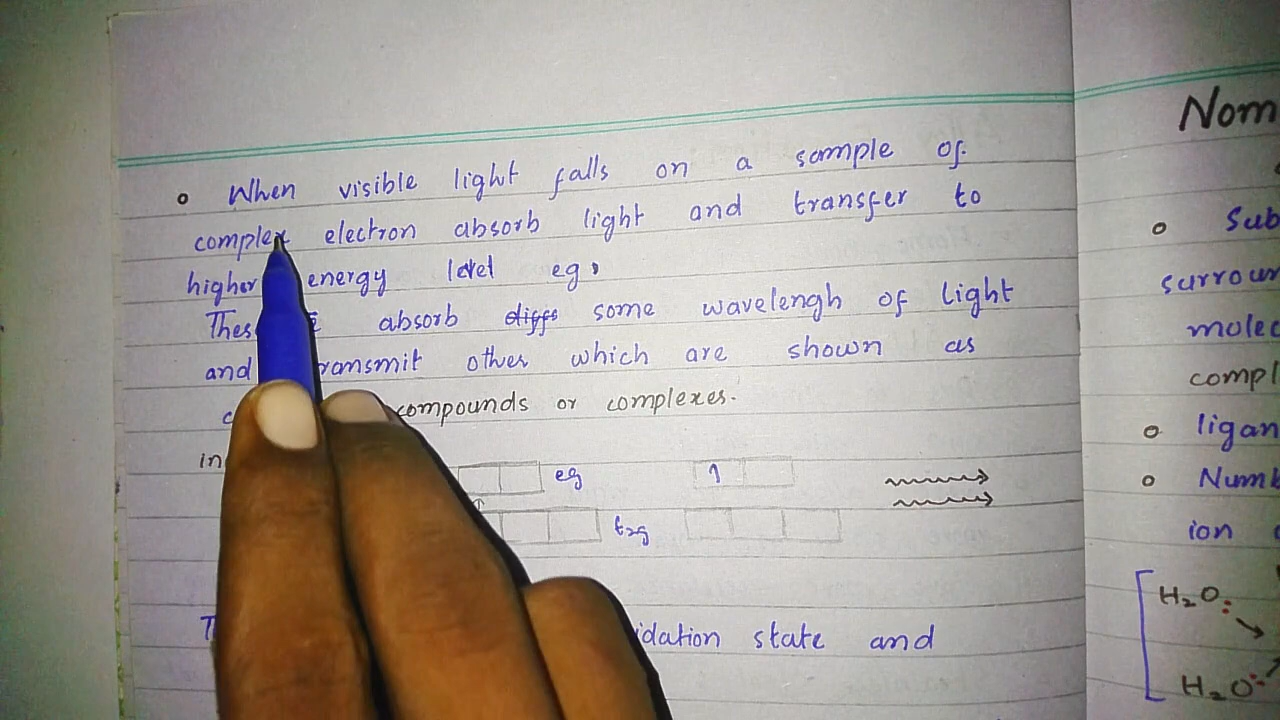 When visible light falls on a sample of
complex electron absorb light and transfer to
higher energy level eg,
absorb some wavelengh of light
and transmit other which are shown as
compounds or complexes.
in
eg
1
t2g
state and
Nom
Sub
surroun
molec
compl
ligan
Numb
ion
H2O:
H2O: